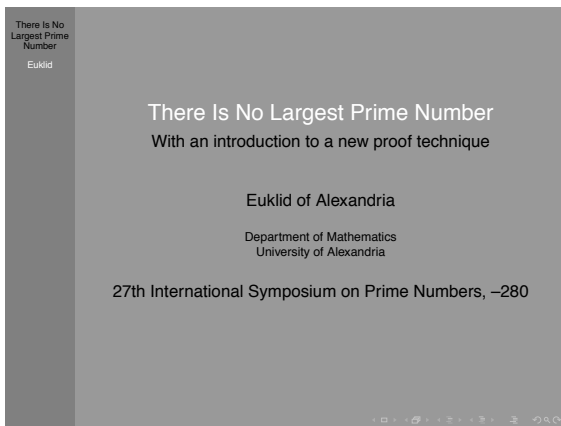 There Is No
Largest Prime
Number
Euklid
There Is No Largest Prime Number
With an introduction to a new proof technique
Euklid of Alexandria
Department of Mathematics
University of Alexandria
27th International Symposium on Prime Numbers, –280